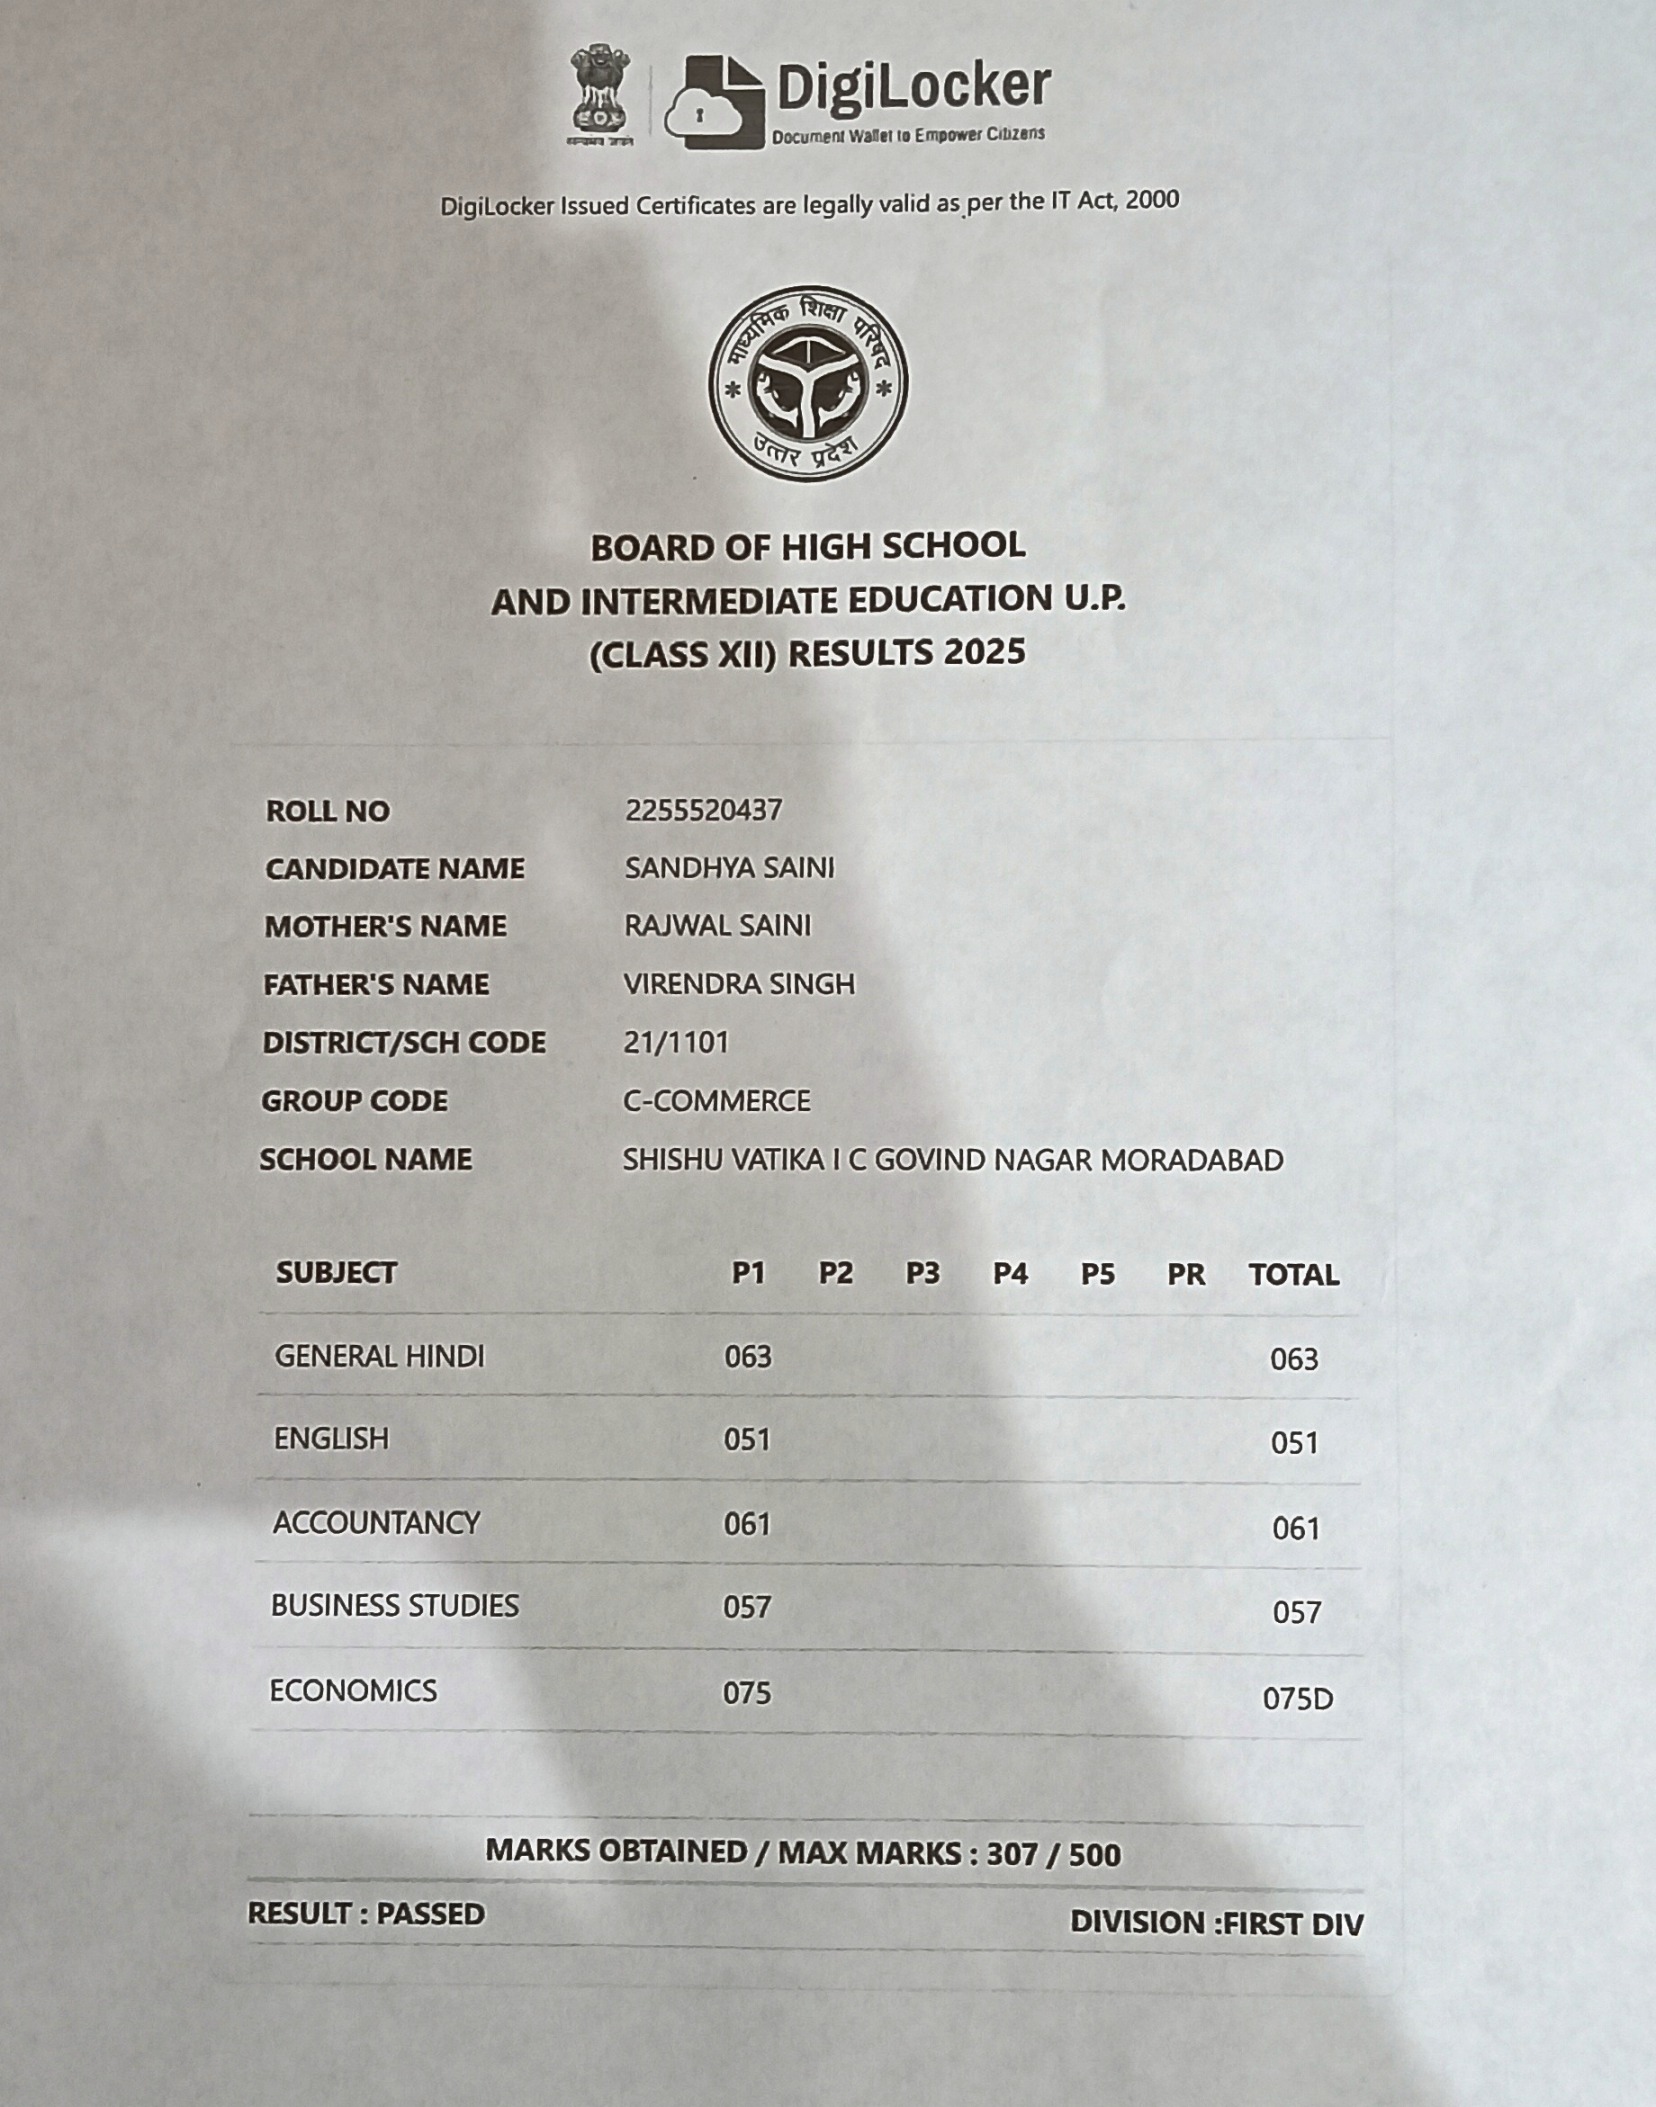 DigiLocker
Document Wallet to Empower Citizens
DigiLocker Issued Certificates are legally valid as per the IT Act, 2000
माध्यमिक शिक्षा परिषद
उत्तर प्रदेश
BOARD OF HIGH SCHOOL
AND INTERMEDIATE EDUCATION U.P.
(CLASS XII) RESULTS 2025
ROLL NO 2255520437
CANDIDATE NAME SANDHYA SAINI
MOTHER'S NAME RAJWAL SAINI
FATHER'S NAME VIRENDRA SINGH
DISTRICT/SCH CODE 21/1101
GROUP CODE C-COMMERCE
SCHOOL NAME SHISHU VATIKA I C GOVIND NAGAR MORADABAD
SUBJECT P1 P2 P3 P4 P5 PR TOTAL
GENERAL HINDI 063 063
ENGLISH 051 051
ACCOUNTANCY 061 061
BUSINESS STUDIES 057 057
ECONOMICS 075 075D
MARKS OBTAINED / MAX MARKS : 307 / 500
RESULT : PASSED DIVISION :FIRST DIV